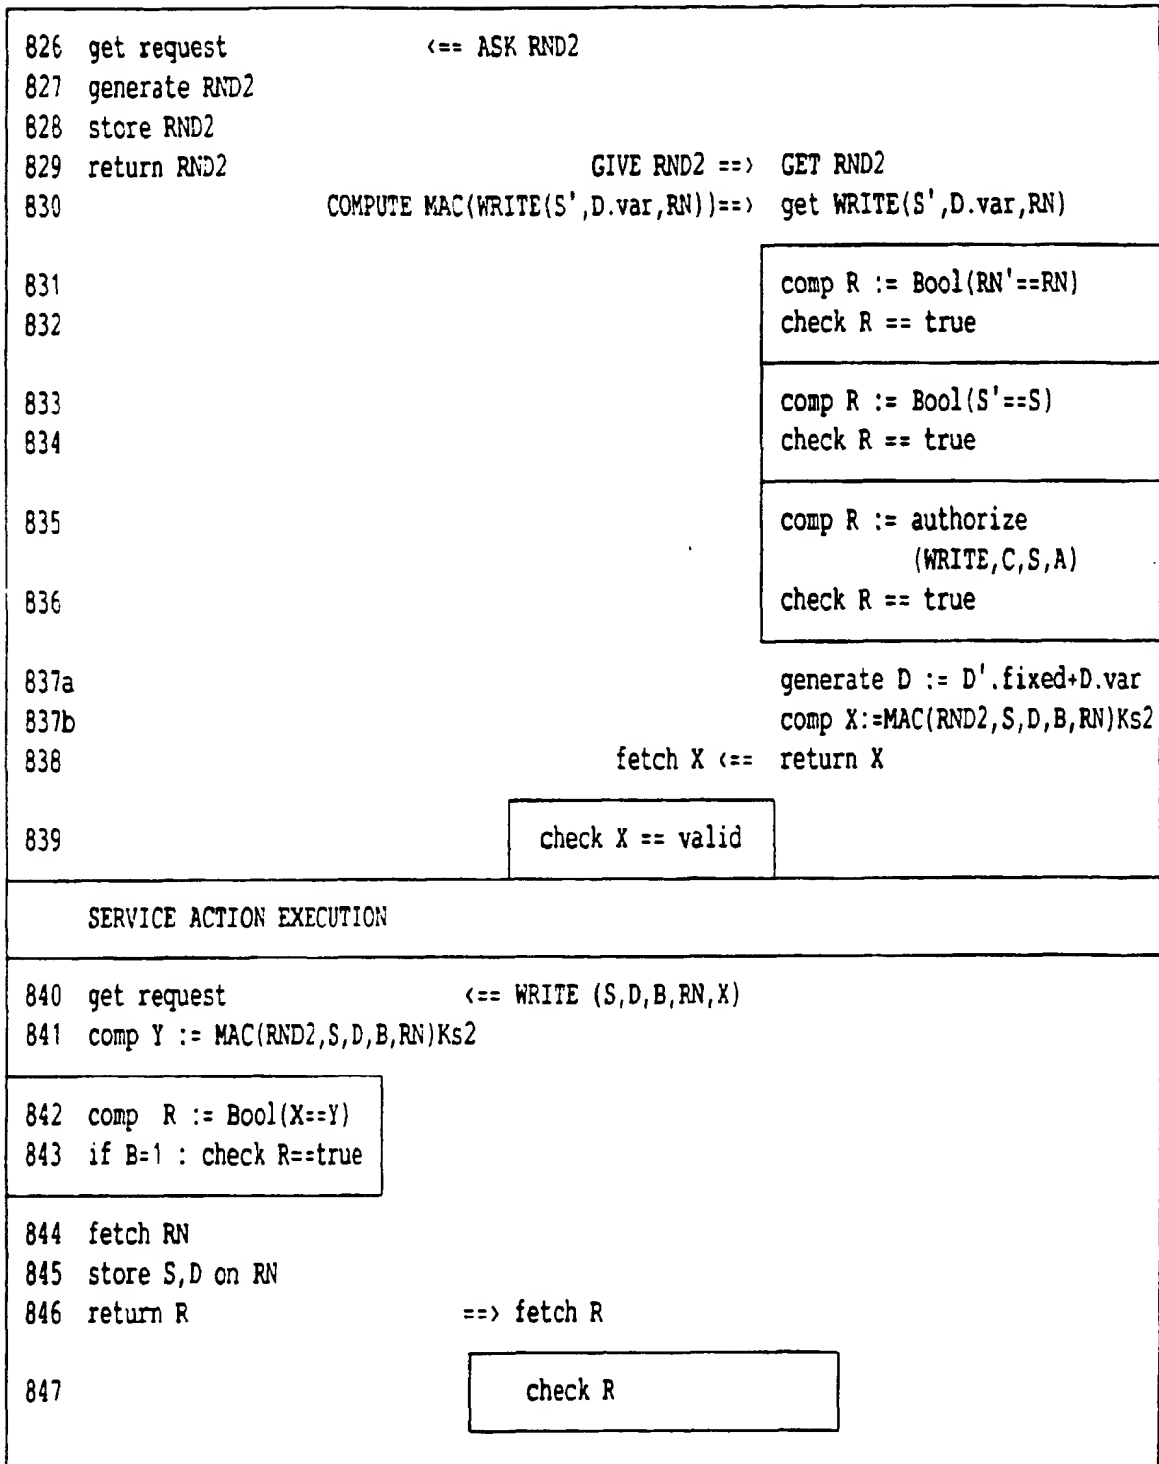 826 get request <== ASK RND2
827 generate RND2
828 store RND2
829 return RND2 GIVE RND2 ==> GET RND2
830 COMPUTE MAC(WRITE(S',D.var,RN))==> get WRITE(S',D.var,RN)
831 comp R := Bool(RN'==RN)
832 check R == true
833 comp R := Bool(S'==S)
834 check R == true
835 comp R := authorize
(WRITE,C,S,A)
836 check R == true
837a generate D := D'.fixed+D.var
837b comp X:=MAC(RND2,S,D,B,RN)Ks2
838 fetch X <== return X
839 check X == valid
SERVICE ACTION EXECUTION
840 get request <== WRITE (S,D,B,RN,X)
841 comp Y := MAC(RND2,S,D,B,RN)Ks2
842 comp R := Bool(X==Y)
843 if B=1 : check R==true
844 fetch RN
845 store S,D on RN
846 return R ==> fetch R
847 check R